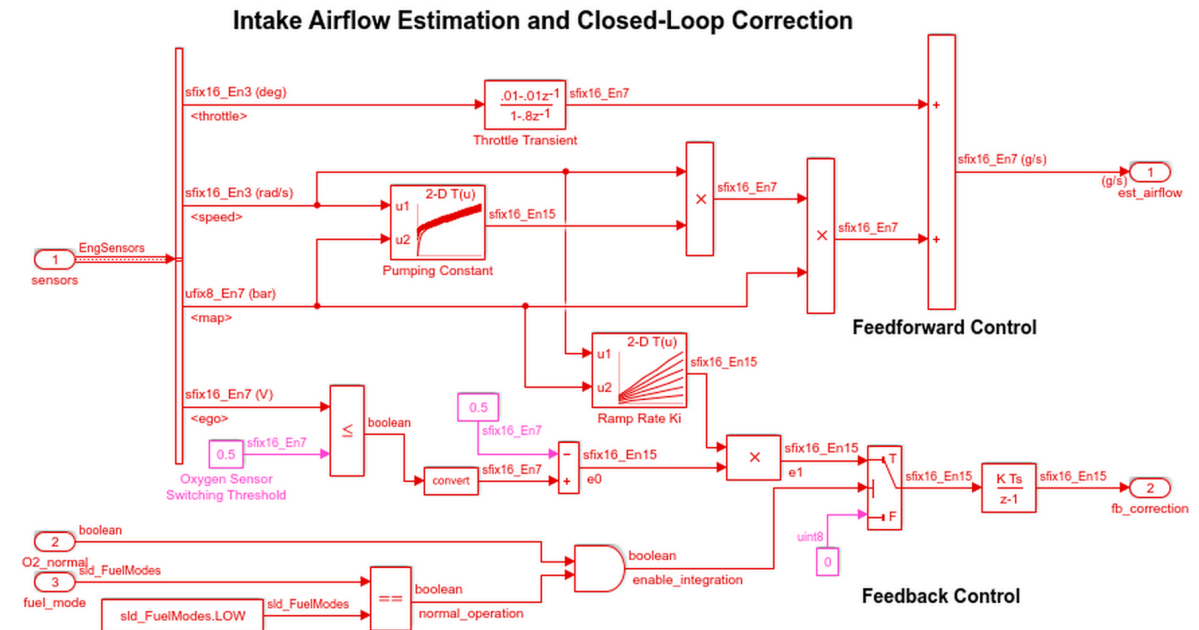 Intake Airflow Estimation and Closed-Loop Correction
sfix16_En3 (deg)
<throttle>
.01-.01z-1
1-.8z-1
Throttle Transient
sfix16_En7
+
sfix16_En7 (g/s)
(g/s)
1
est_airflow
sfix16_En3 (rad/s)
<speed>
2-D T(u)
u1
u2
Pumping Constant
sfix16_En15
×
sfix16_En7
×
sfix16_En7
+
1
sensors
EngSensors
ufix8_En7 (bar)
<map>
Feedforward Control
2-D T(u)
u1
u2
Ramp Rate Ki
sfix16_En15
sfix16_En7 (V)
<ego>
0.5
sfix16_En7
Oxygen Sensor
Switching Threshold
≤
boolean
convert
sfix16_En7
0.5
sfix16_En7
−
+
sfix16_En15
e0
×
sfix16_En15
e1
T
F
sfix16_En15
K Ts
z-1
sfix16_En15
2
fb_correction
uint8
0
2
O2_normal
boolean
3
fuel_mode
sld_FuelModes
sld_FuelModes.LOW
sld_FuelModes
==
boolean
normal_operation
boolean
enable_integration
Feedback Control